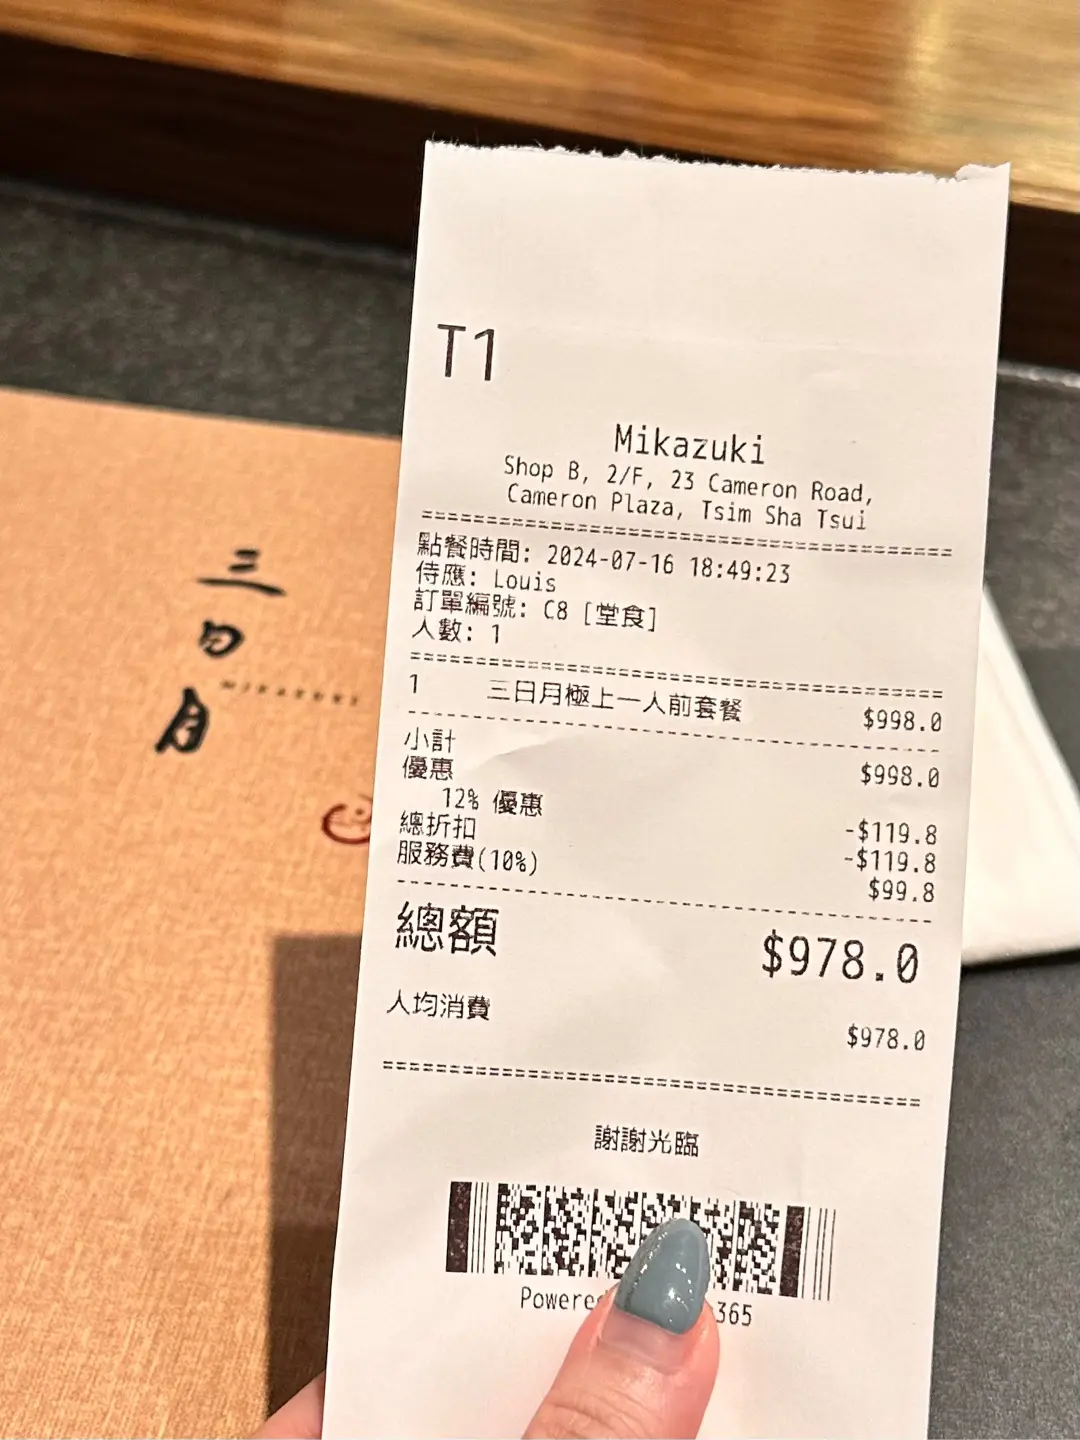 三日月
MIKAZUKI
T1
Mikazuki
Shop B, 2/F, 23 Cameron Road,
Cameron Plaza, Tsim Sha Tsui
點餐時間: 2024-07-16 18:49:23
侍應: Louis
訂單編號: C8 [堂食]
人數: 1
1 三日月極上一人前套餐 $998.0
小計 $998.0
優惠
12% 優惠 -$119.8
總折扣 -$119.8
服務費(10%) $99.8
總額 $978.0
人均消費 $978.0
謝謝光臨
Powered 365